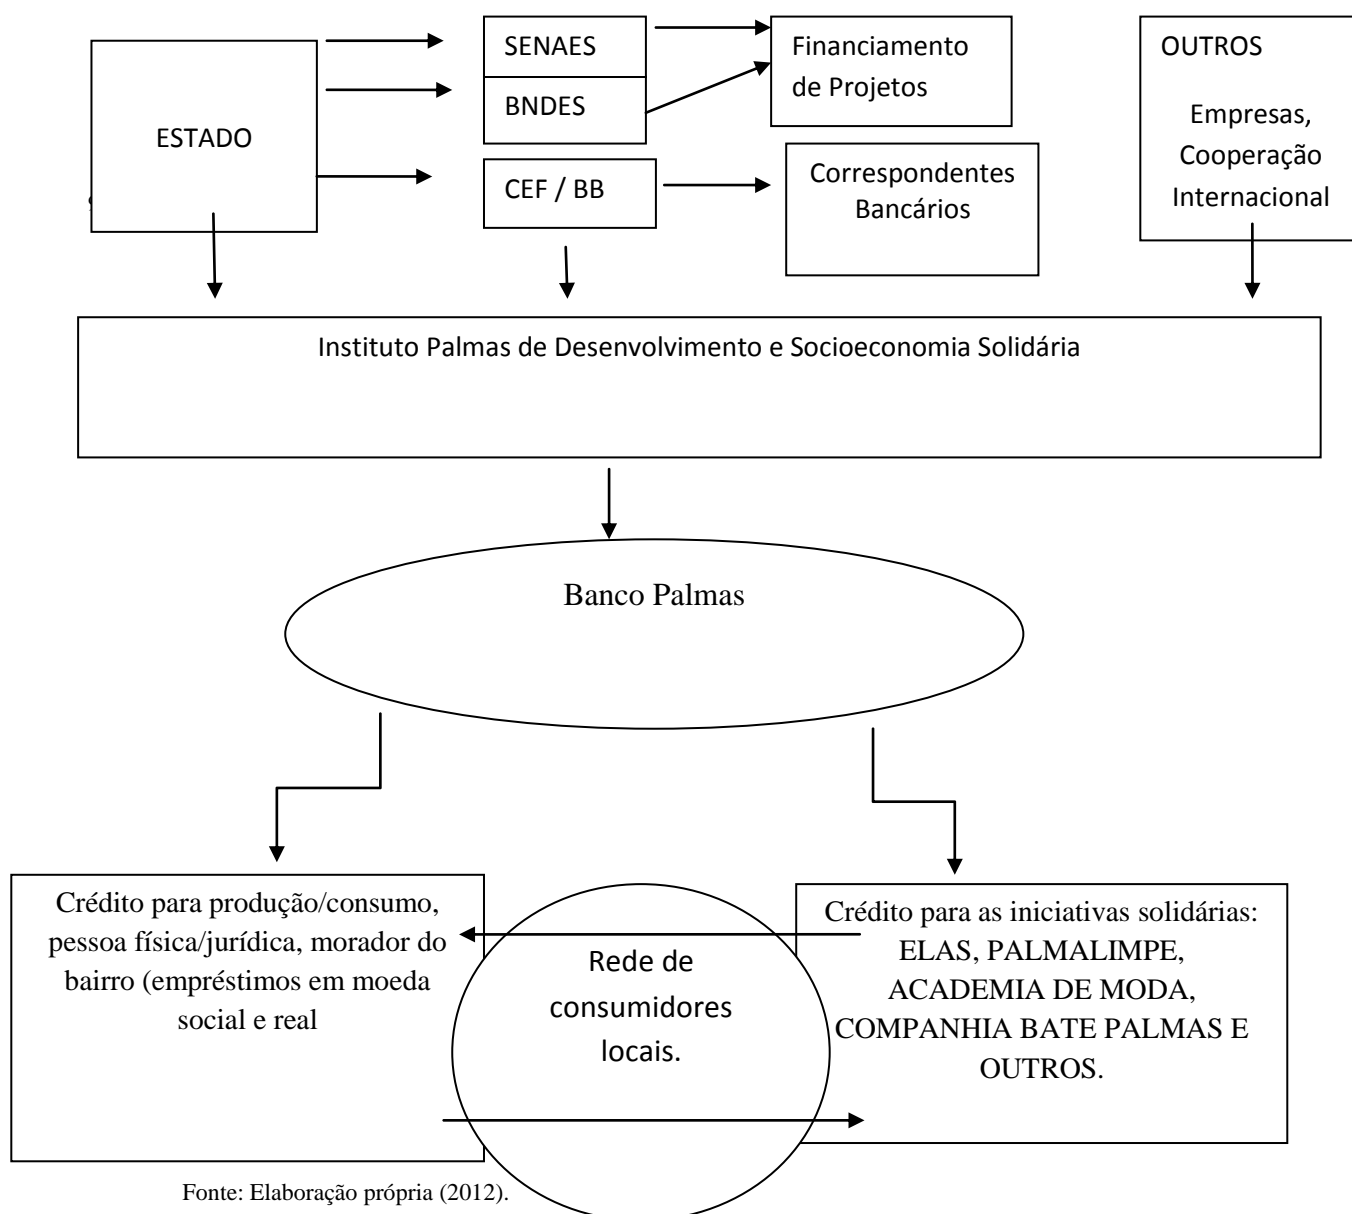 ESTADO
SENAES
BNDES
CEF / BB
Financiamento
de Projetos
Correspondentes
Bancários
OUTROS
Empresas,
Cooperação
Internacional
Instituto Palmas de Desenvolvimento e Socioeconomia Solidária
Banco Palmas
Crédito para produção/consumo,
pessoa física/jurídica, morador do
bairro (empréstimos em moeda
social e real
Rede de
consumidores
locais.
Crédito para as iniciativas solidárias:
ELAS, PALMALIMPE,
ACADEMIA DE MODA,
COMPANHIA BATE PALMAS E
OUTROS.
Fonte: Elaboração própria (2012).